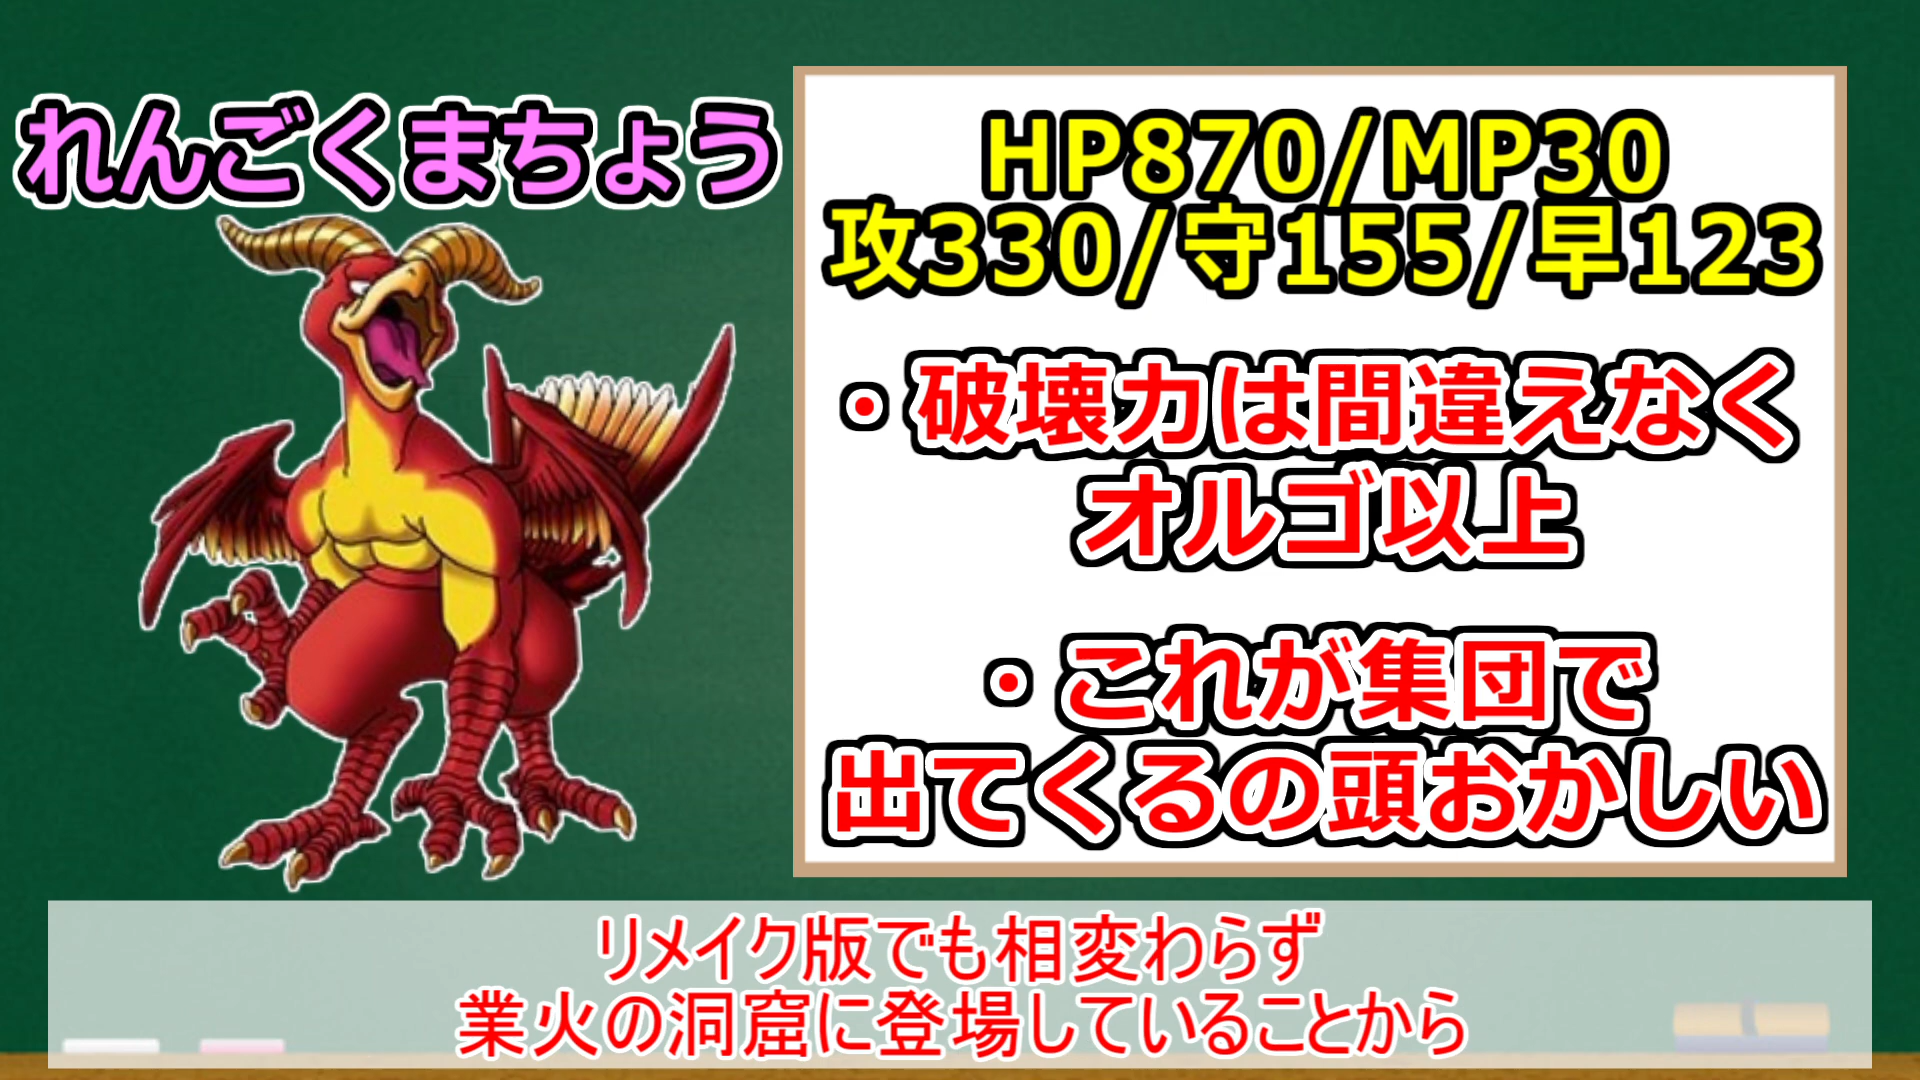 れんごくまちょう
HP870/MP30
攻330/守155/早123
・破壊力は間違えなく
オルゴ以上
・これが集団で
出てくるの頭おかしい
リメイク版でも相変わらず
業火の洞窟に登場していることから